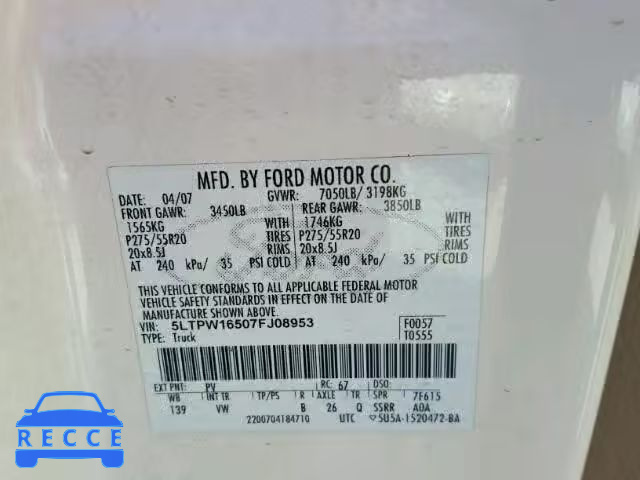 MFD. BY FORD MOTOR CO.
DATE: 04/07 GVWR: 7050LB/ 3198KG
FRONT GAWR: 3450LB REAR GAWR: 3850LB
1565KG WITH 1746KG WITH
P275/55R20 TIRES P275/55R20 TIRES
20x8.5J RIMS 20x8.5J RIMS
AT 240 kPa/ 35 PSI COLD AT 240 kPa/ 35 PSI COLD
THIS VEHICLE CONFORMS TO ALL APPLICABLE FEDERAL MOTOR
VEHICLE SAFETY STANDARDS IN EFFECT ON THE DATE OF
MANUFACTURE SHOWN ABOVE.
VIN: 5LTPW16507FJ08953 F0057
TYPE: Truck T0555
EXT PNT: PV RC: 67 DSO:
WB INT TR TP/PS R AXLE TR SPR 7F615
139 VW B 26 Q SSRR AOA
2200704184710 UTC 5U5A-1520472-BA
RECCE